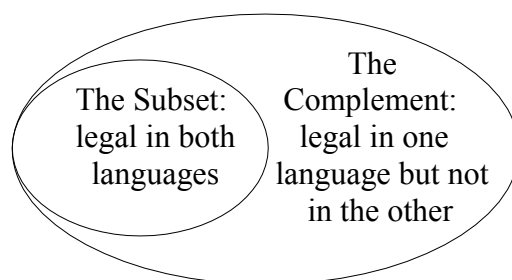 The Subset:
legal in both
languages
The
Complement:
legal in one
language but not
in the other